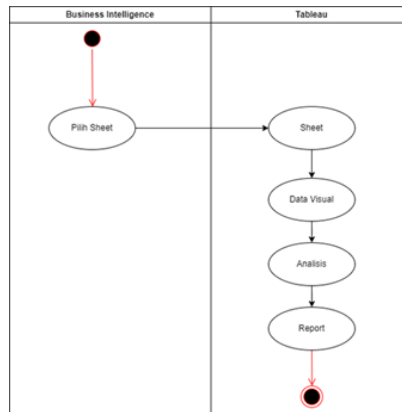 Business Intelligence
Tableau
Pilih Sheet
Sheet
Data Visual
Analisis
Report